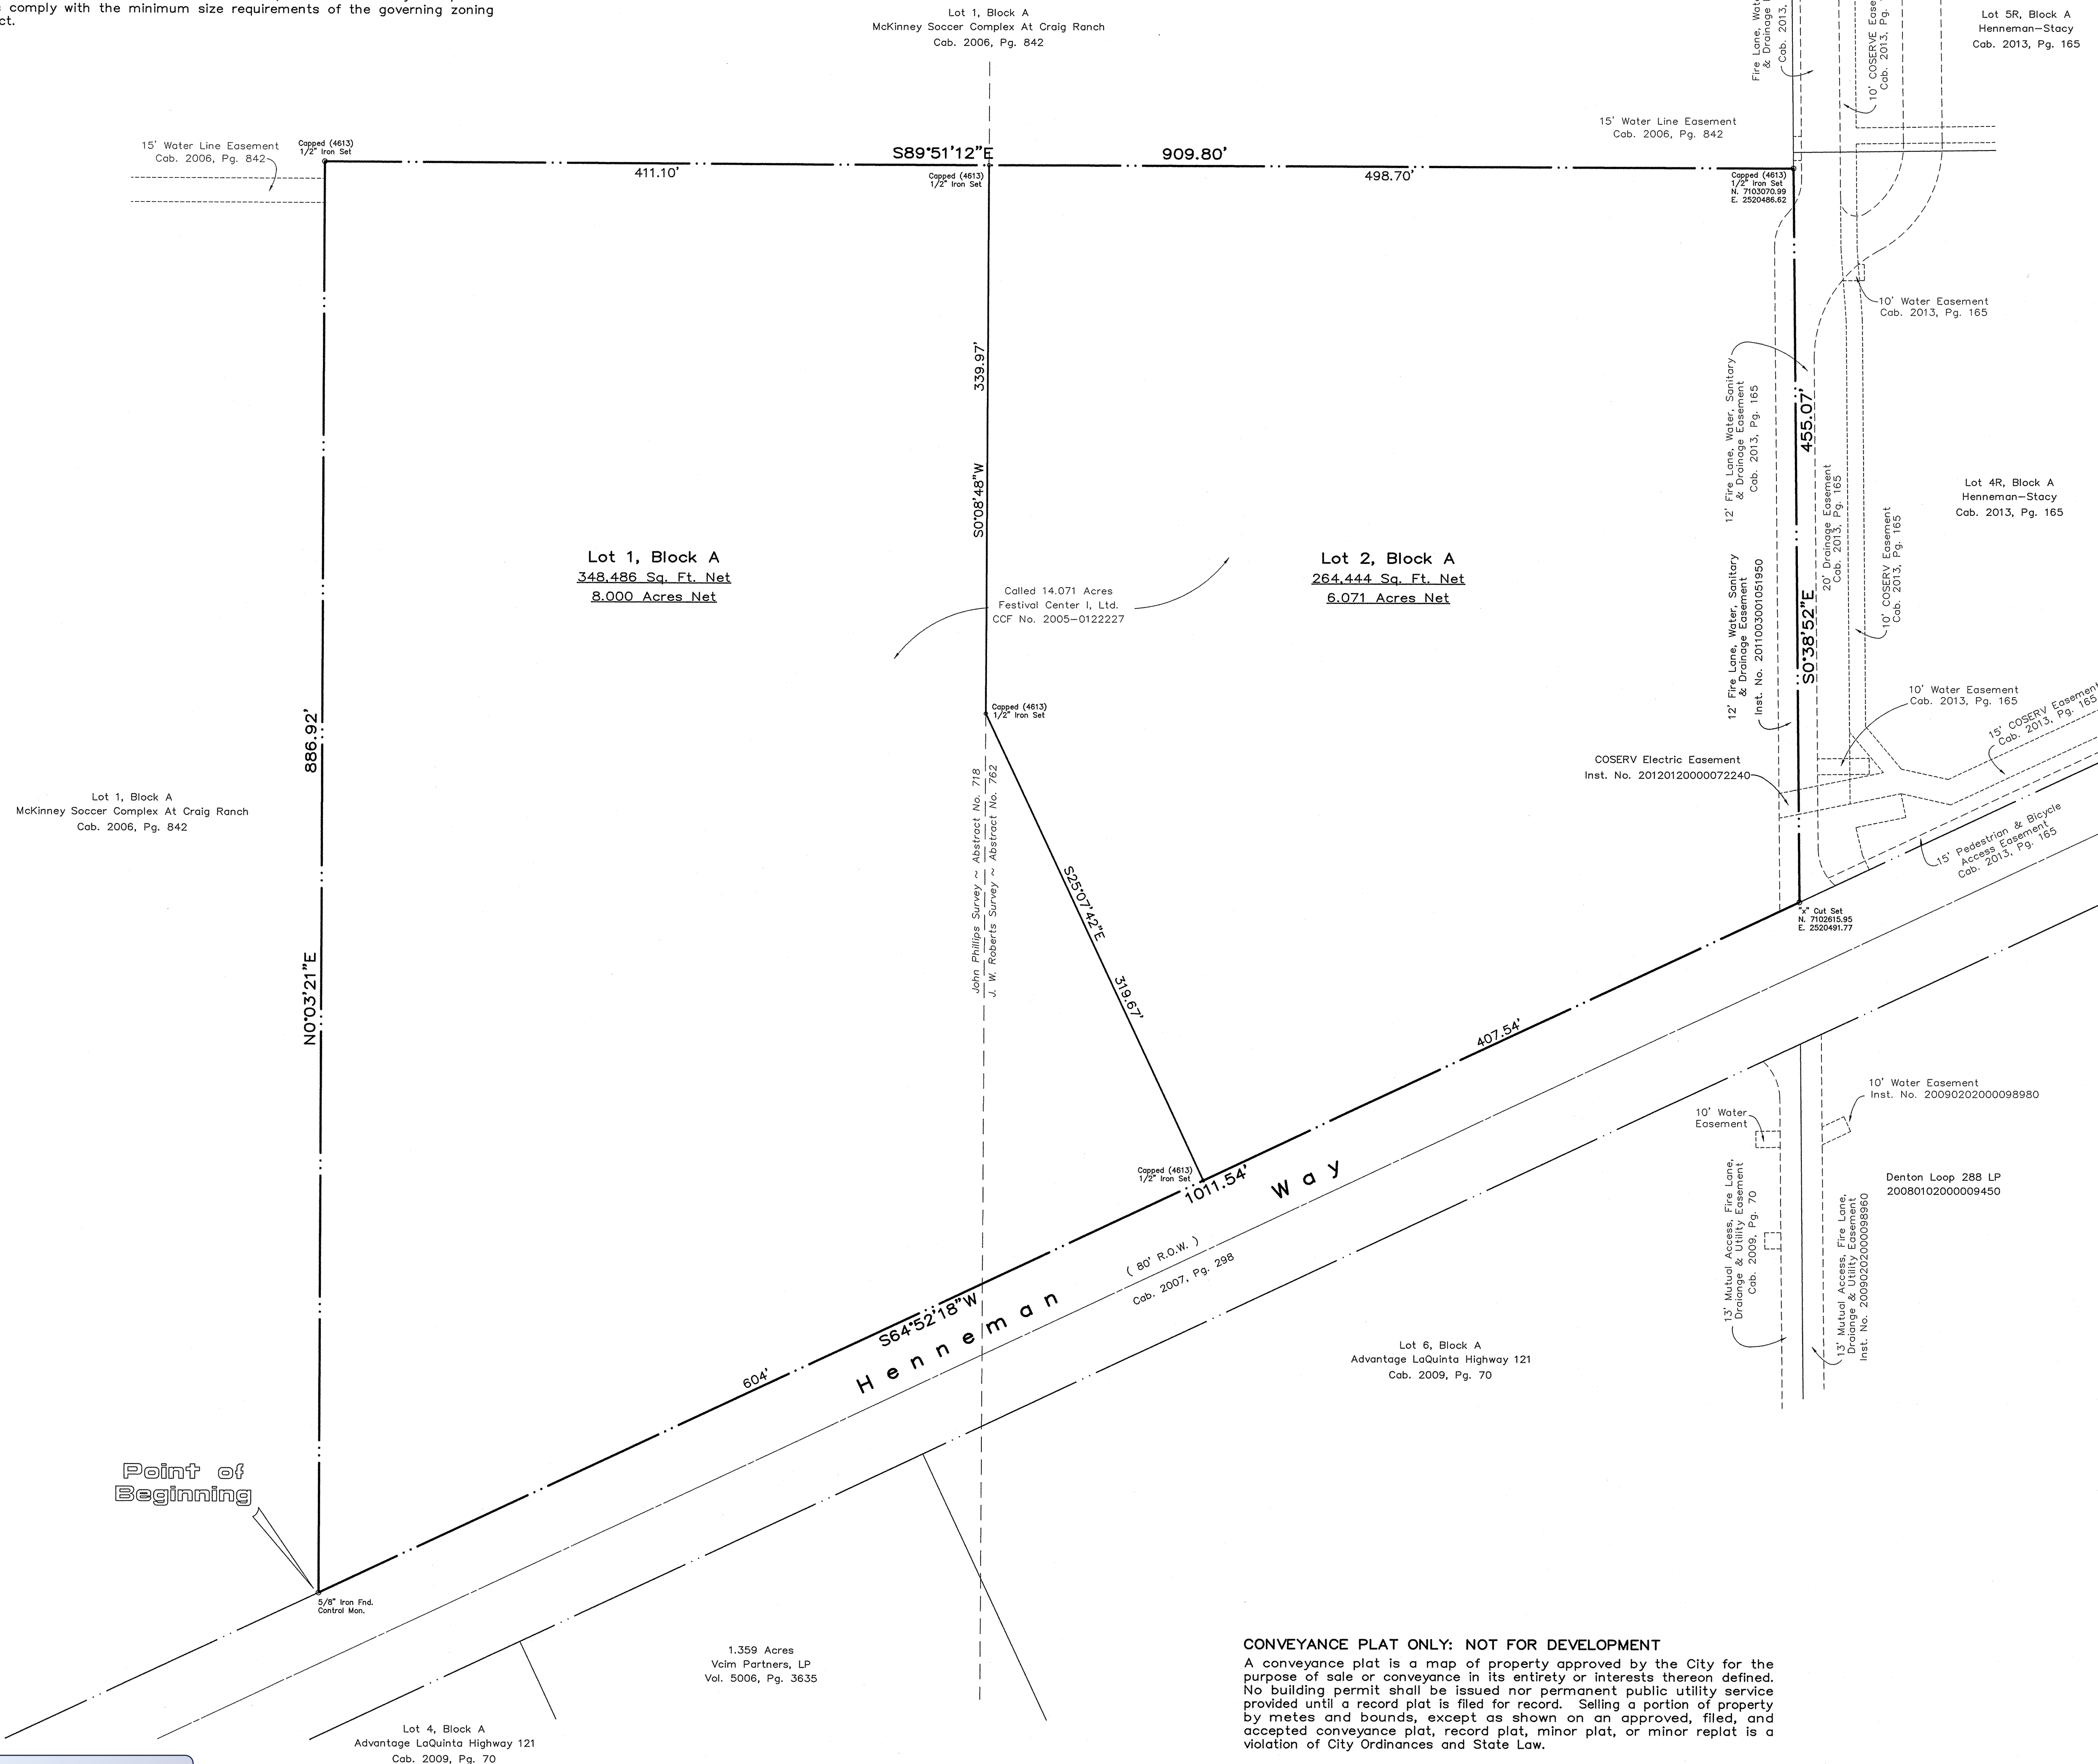 comply with the minimum size requirements of the governing zoning
ct.
Lot 1, Block A
McKinney Soccer Complex At Craig Ranch
Cab. 2006, Pg. 842
Fire Lane,
& Drainage
Cab. 2013,
10' COSERVE
Cab. 2013, Pg.
Lot 5R, Block A
Henneman-Stacy
Cab. 2013, Pg. 165
15' Water Line Easement
Cab. 2006, Pg. 842
Capped (4613)
1/2" Iron Set
S89°51'12"E
909.80'
15' Water Line Easement
Cab. 2006, Pg. 842
411.10'
Capped (4613)
1/2" Iron Set
498.70'
Capped (4613)
1/2" Iron Set
N. 7103070.99
E. 2520486.62
10' Water Easement
Cab. 2013, Pg. 165
339.97'
S0°08'48"W
12' Fire Lane, Water, Sanitary
& Drainage Easement
Cab. 2013, Pg. 165
455.07'
S0°38'52"E
20' Drainage Easement
Cab. 2013, Pg. 165
10' COSERV Easement
Cab. 2013, Pg. 165
Lot 4R, Block A
Henneman-Stacy
Cab. 2013, Pg. 165
Lot 1, Block A
348,486 Sq. Ft. Net
8.000 Acres Net
Called 14.071 Acres
Festival Center I, Ltd.
CCF No. 2005-0122227
Lot 2, Block A
264,444 Sq. Ft. Net
6.071 Acres Net
12' Fire Lane, Water, Sanitary
& Drainage Easement
Inst. No. 20110030001051950
Capped (4613)
1/2" Iron Set
10' Water Easement
Cab. 2013, Pg. 165
15' COSERV Easement
Cab. 2013, Pg. 165
COSERV Electric Easement
Inst. No. 20120120000072240
886.92'
N0°03'21"E
Lot 1, Block A
McKinney Soccer Complex At Craig Ranch
Cab. 2006, Pg. 842
John Phillips Survey ~ Abstract No. 718
J. W. Roberts Survey ~ Abstract No. 762
S25°07'42"E
319.67'
15' Pedestrian & Bicycle
Access Easement
Cab. 2013, Pg. 165
"x" Cut Set
N. 7102615.95
E. 2520491.77
407.54'
10' Water Easement
Inst. No. 20090202000098980
10' Water
Easement
Capped (4613)
1/2" Iron Set
1011.54'
Henneman Way
( 80' R.O.W. )
Cab. 2007, Pg. 298
S64°52'18"W
604'
13' Mutual Access, Fire Lane,
Draiange & Utility Easement
Cab. 2009, Pg. 70
13' Mutual Access, Fire Lane,
Draiange & Utility Easement
Inst. No. 20090202000098960
Denton Loop 288 LP
20080102000009450
Lot 6, Block A
Advantage LaQuinta Highway 121
Cab. 2009, Pg. 70
Point of
Beginning
5/8" Iron Fnd.
Control Mon.
1.359 Acres
Vcim Partners, LP
Vol. 5006, Pg. 3635
Lot 4, Block A
Advantage LaQuinta Highway 121
Cab. 2009, Pg. 70
CONVEYANCE PLAT ONLY: NOT FOR DEVELOPMENT
A conveyance plat is a map of property approved by the City for the
purpose of sale or conveyance in its entirety or interests thereon defined.
No building permit shall be issued nor permanent public utility service
provided until a record plat is filed for record. Selling a portion of property
by metes and bounds, except as shown on an approved, filed, and
accepted conveyance plat, record plat, minor plat, or minor replat is a
violation of City Ordinances and State Law.